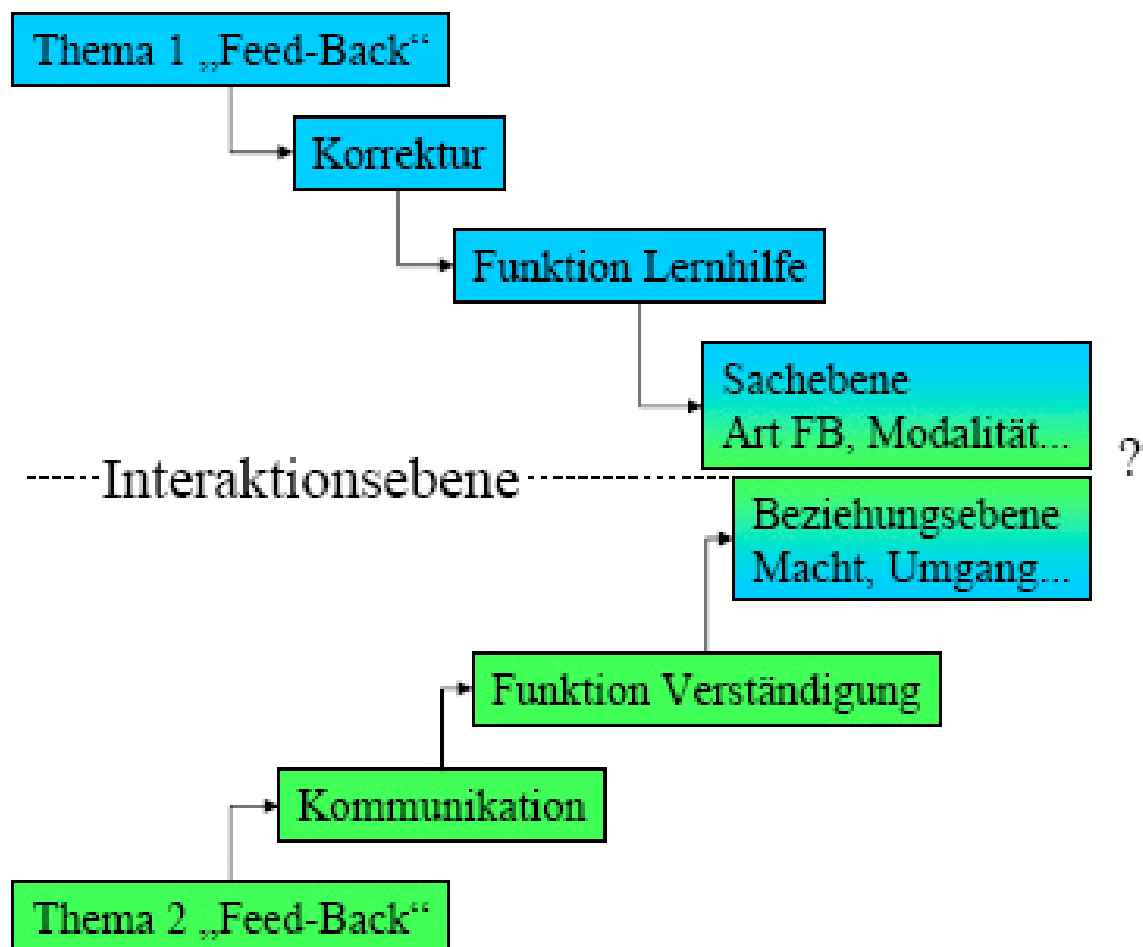 Thema 1 „Feed-Back“
Korrektur
Funktion Lernhilfe
Sachebene
Art FB, Modalität...
?
Interaktionsebene
Beziehungsebene
Macht, Umgang...
Funktion Verständigung
Kommunikation
Thema 2 „Feed-Back“